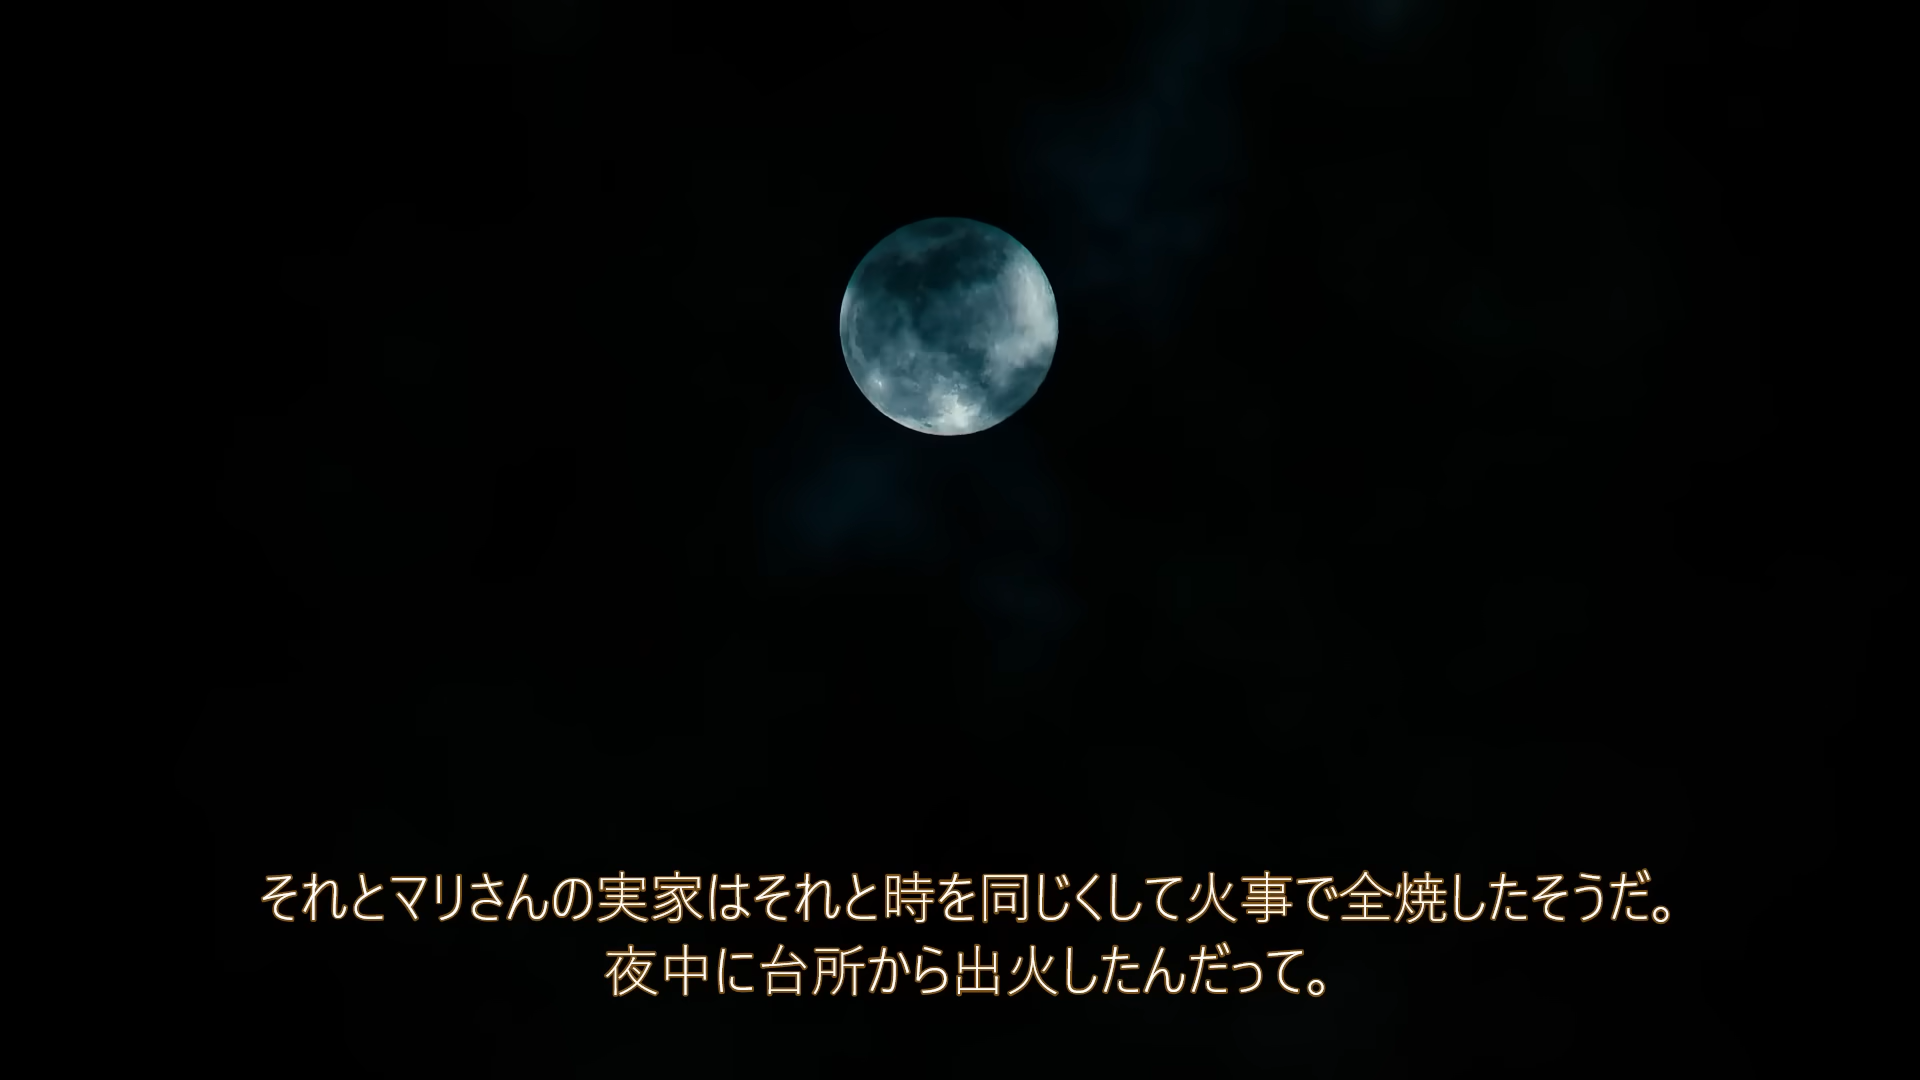 それとマリさんの実家はそれと時を同じくして火事で全焼したそうだ。
夜中に台所から出火したんだって。